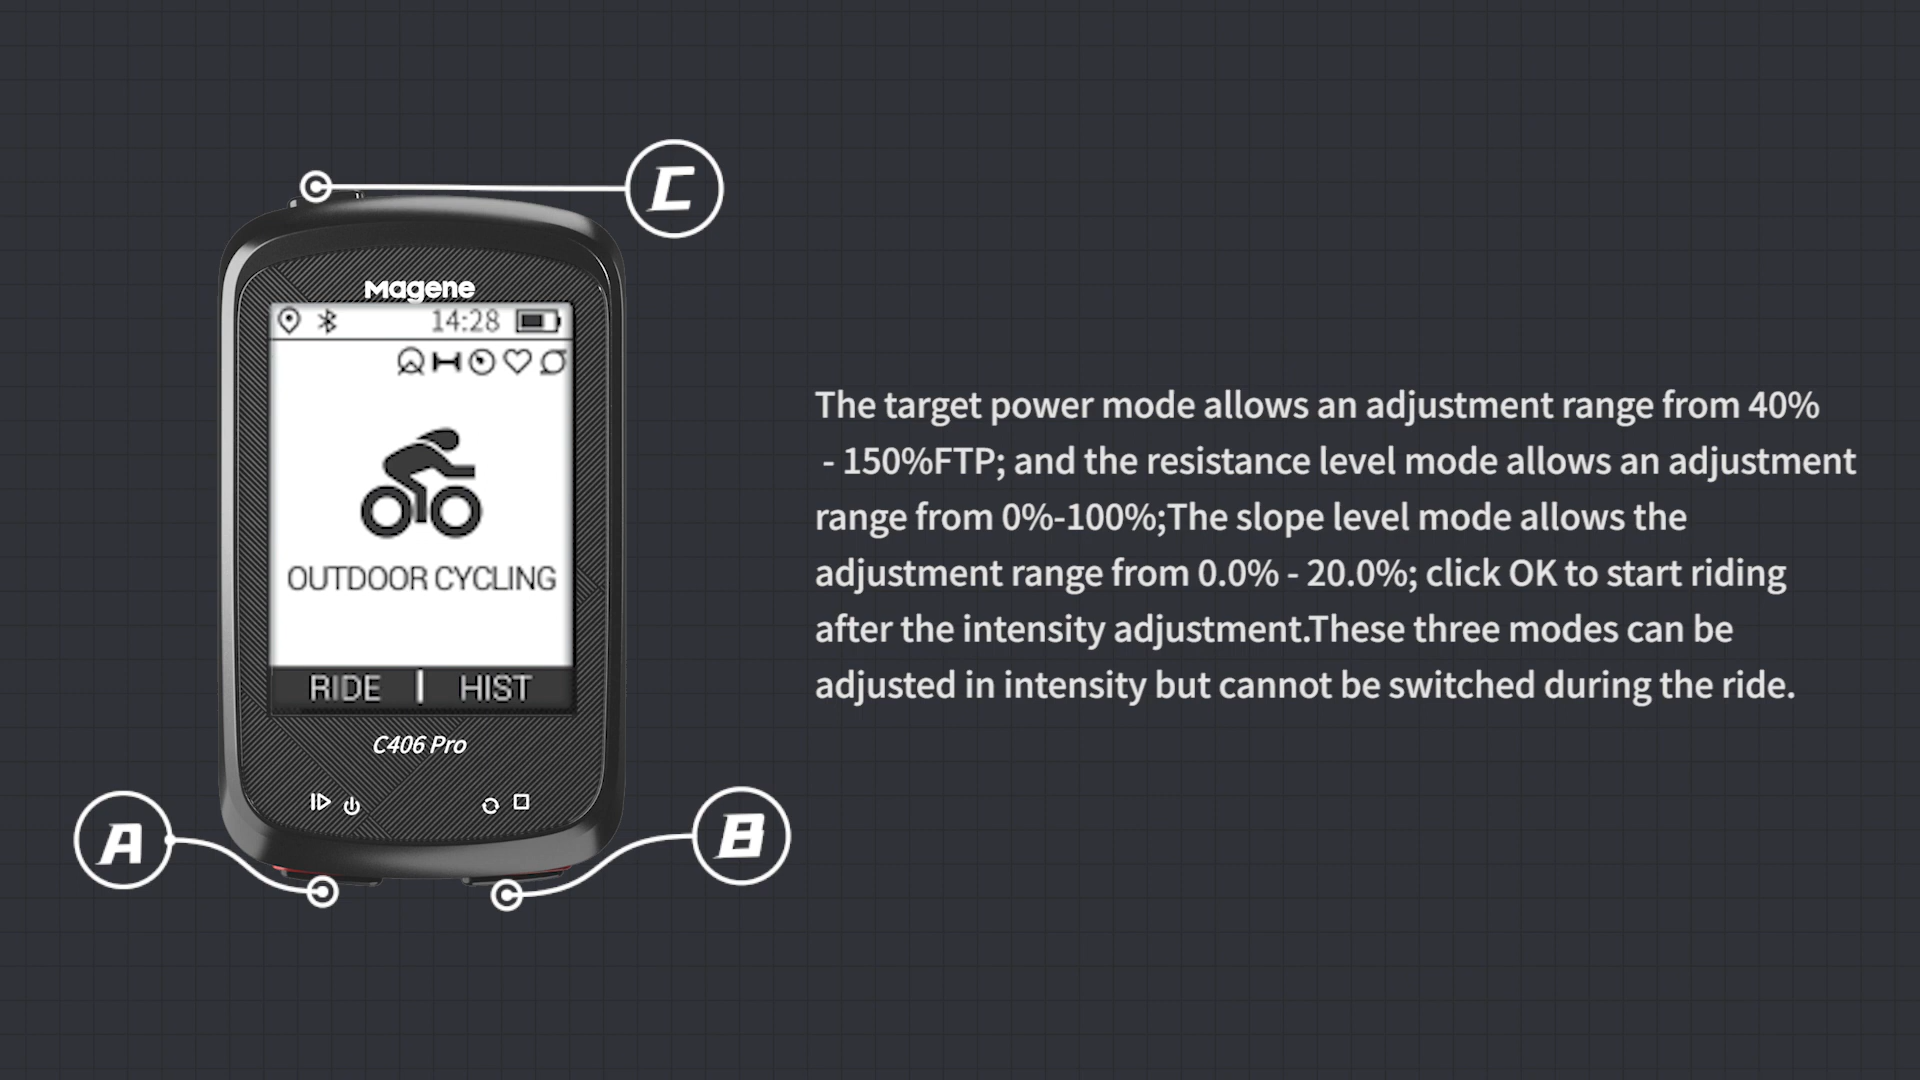 C
Magene
14:28
OUTDOOR CYCLING
RIDE | HIST
C406 Pro
A
B
The target power mode allows an adjustment range from 40%
- 150%FTP; and the resistance level mode allows an adjustment
range from 0%-100%;The slope level mode allows the
adjustment range from 0.0% - 20.0%; click OK to start riding
after the intensity adjustment.These three modes can be
adjusted in intensity but cannot be switched during the ride.